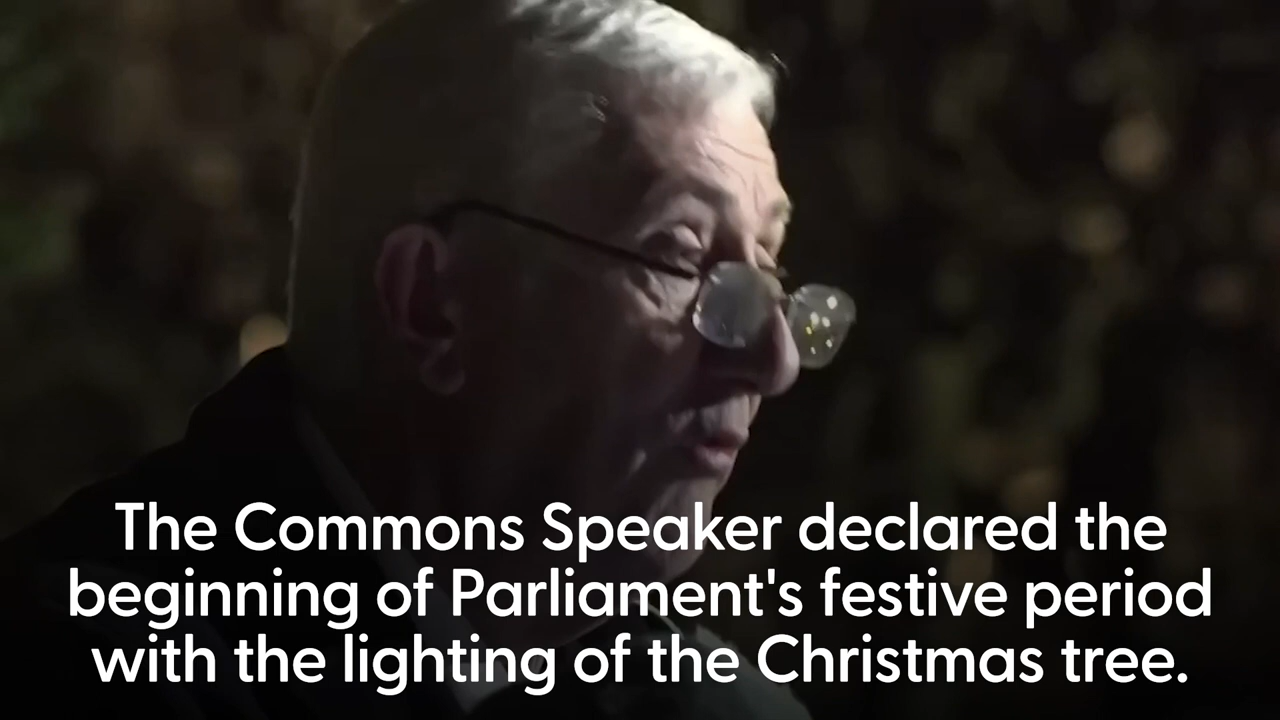 The Commons Speaker declared the
beginning of Parliament's festive period
with the lighting of the Christmas tree.